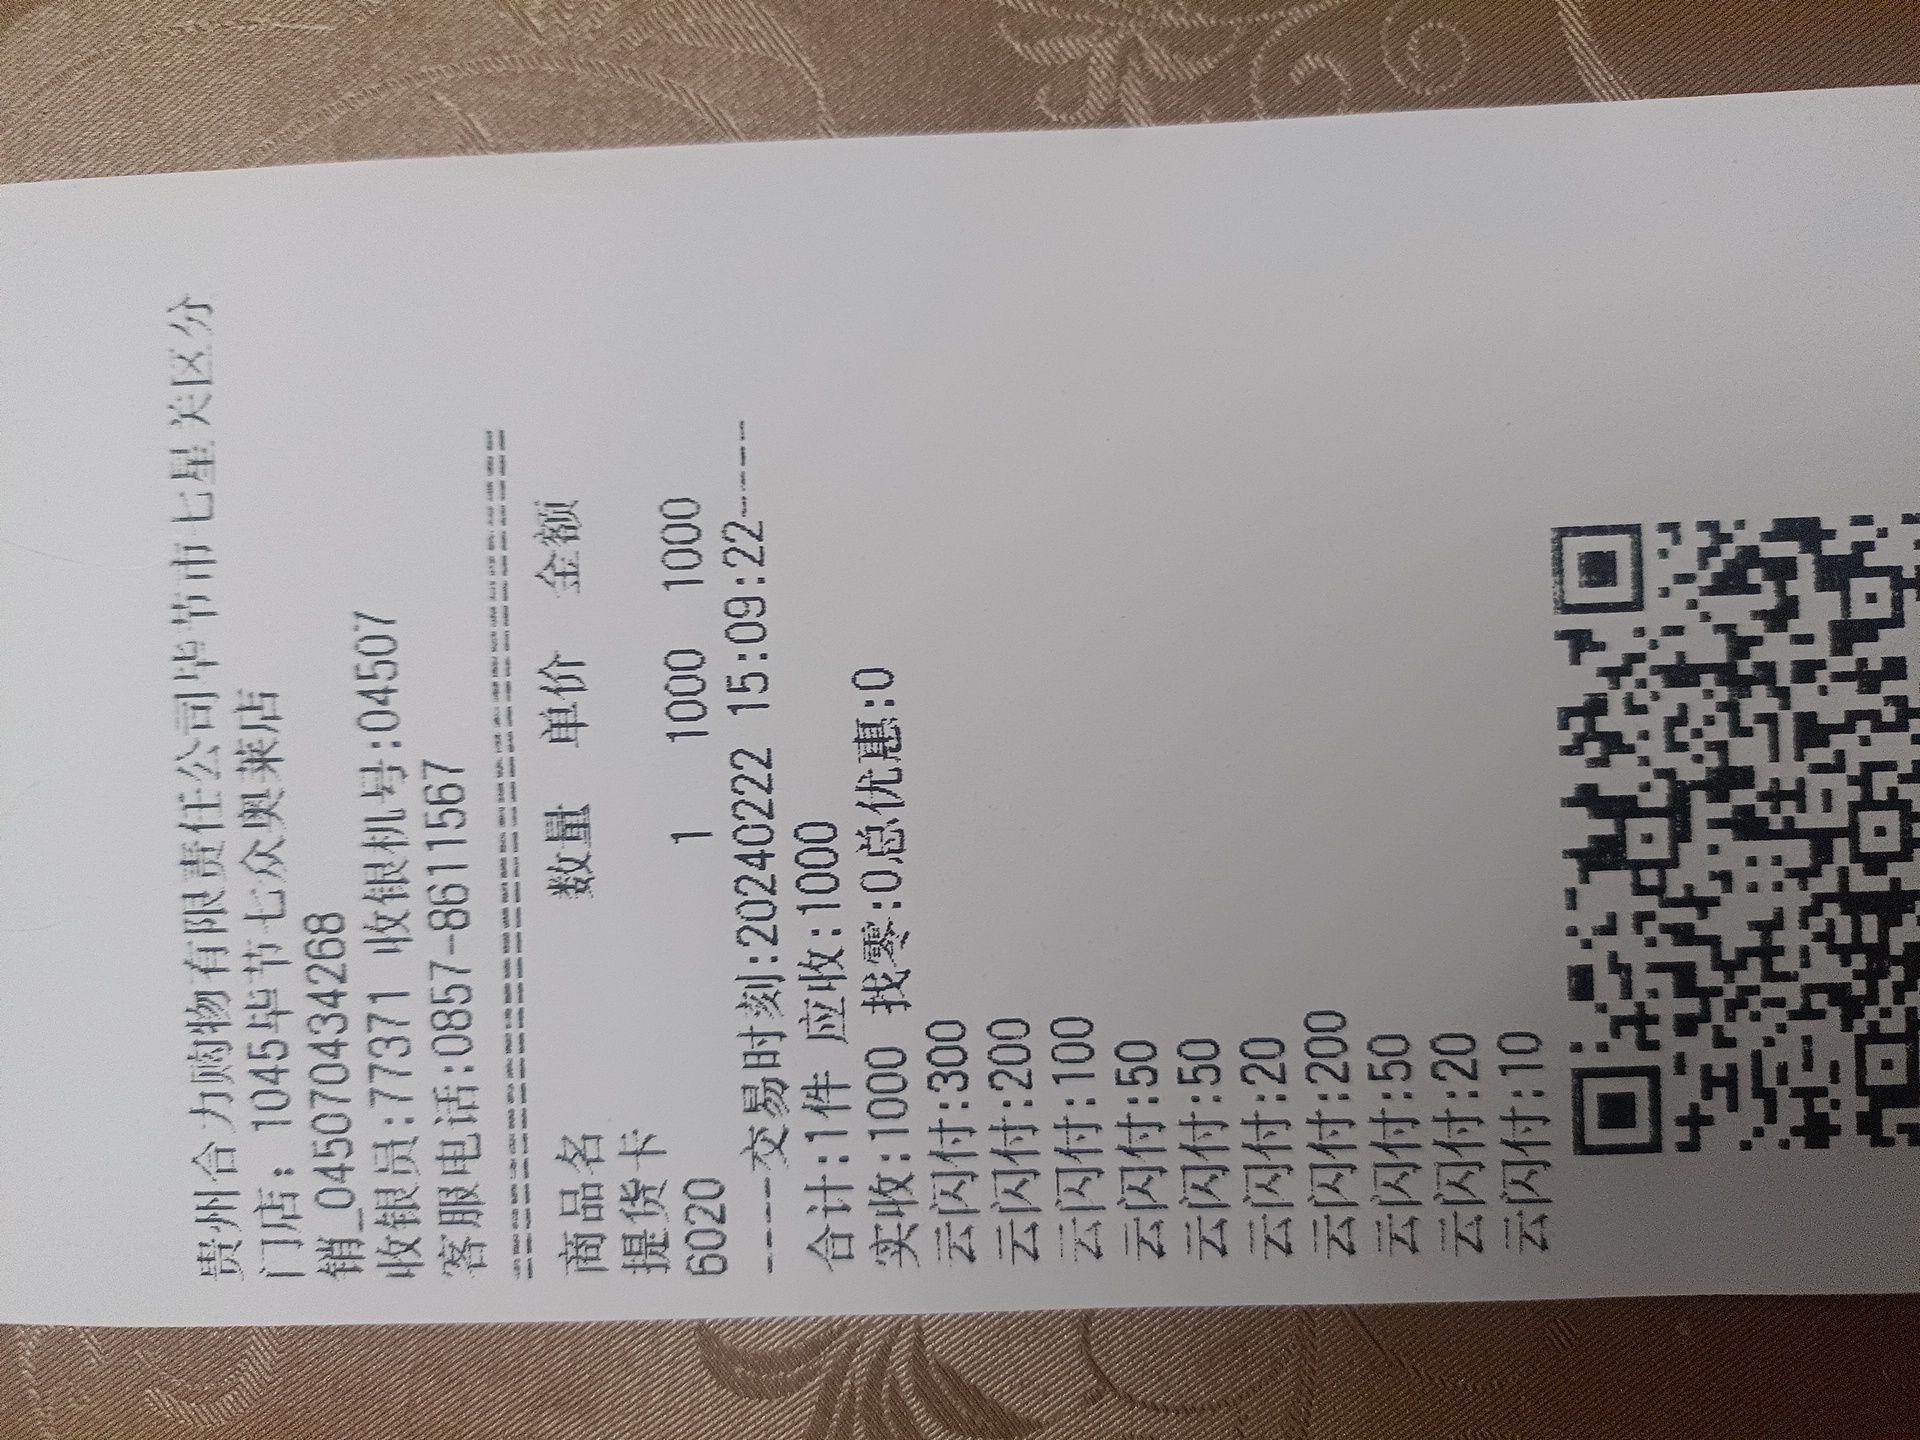 贵州合力购物有限责任公司毕节市七星关区分
门店：1045毕节七众奥莱店
销_045070434268
收银员:77371 收银机号:04507
客服电话:0857-8611567
================================
商品名 数量 单价 金额
提货卡
6020 1 1000 1000
----交易时刻:20240222 15:09:22----
合计:1件 应收:1000
实收:1000 找零:0总优惠:0
云闪付:300
云闪付:200
云闪付:100
云闪付:50
云闪付:50
云闪付:20
云闪付:200
云闪付:50
云闪付:20
云闪付:10